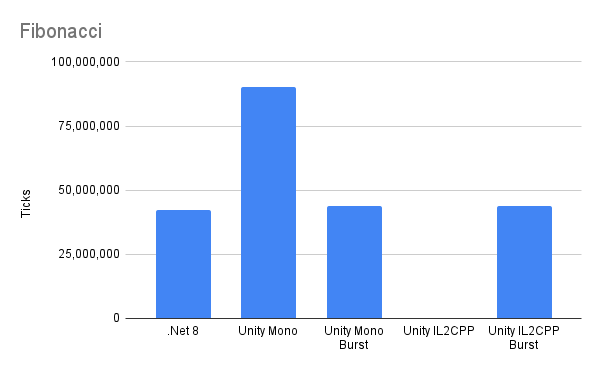 Fibonacci
100,000,000
75,000,000
50,000,000
25,000,000
0
Ticks
.Net 8
Unity Mono
Unity Mono
Burst
Unity IL2CPP
Unity IL2CPP
Burst